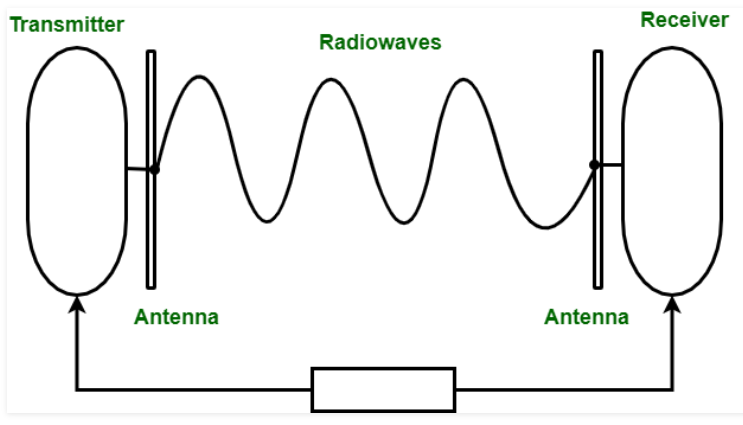 Transmitter
Radiowaves
Receiver
Antenna
Antenna